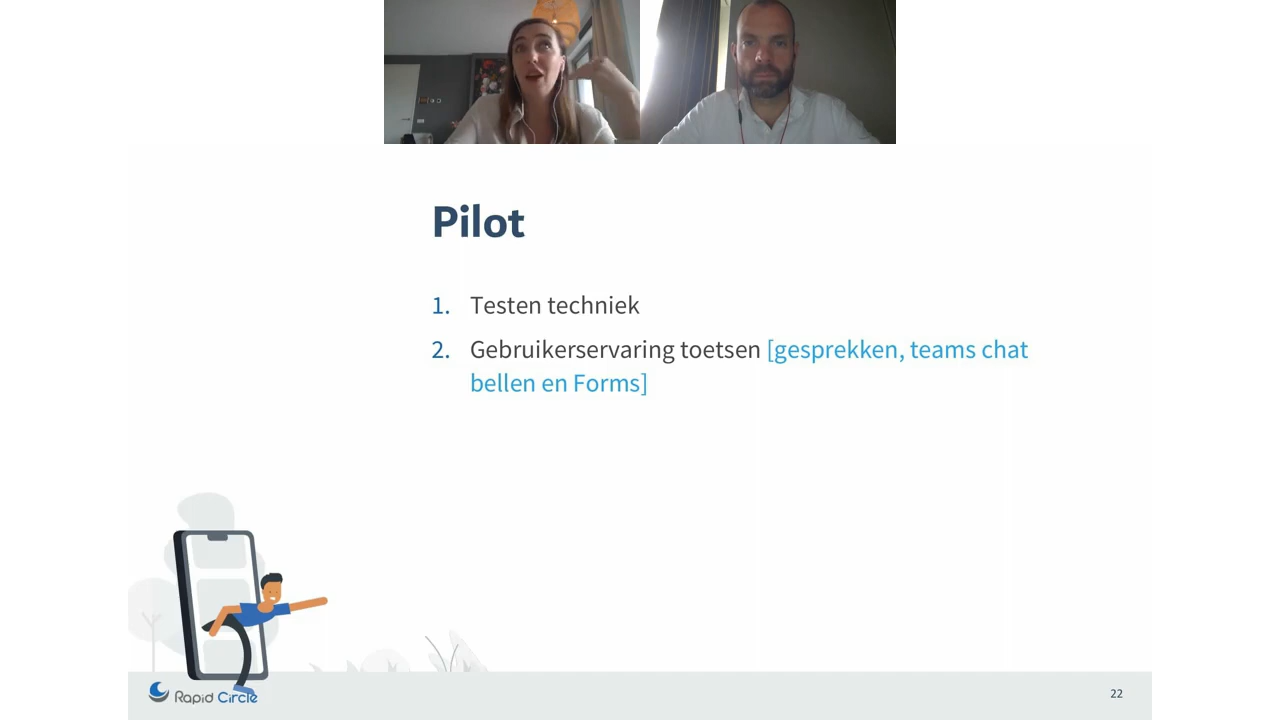 Pilot
1. Testen techniek
2. Gebruikerservaring toetsen [gesprekken, teams chat
bellen en Forms]
Rapid Circle
22